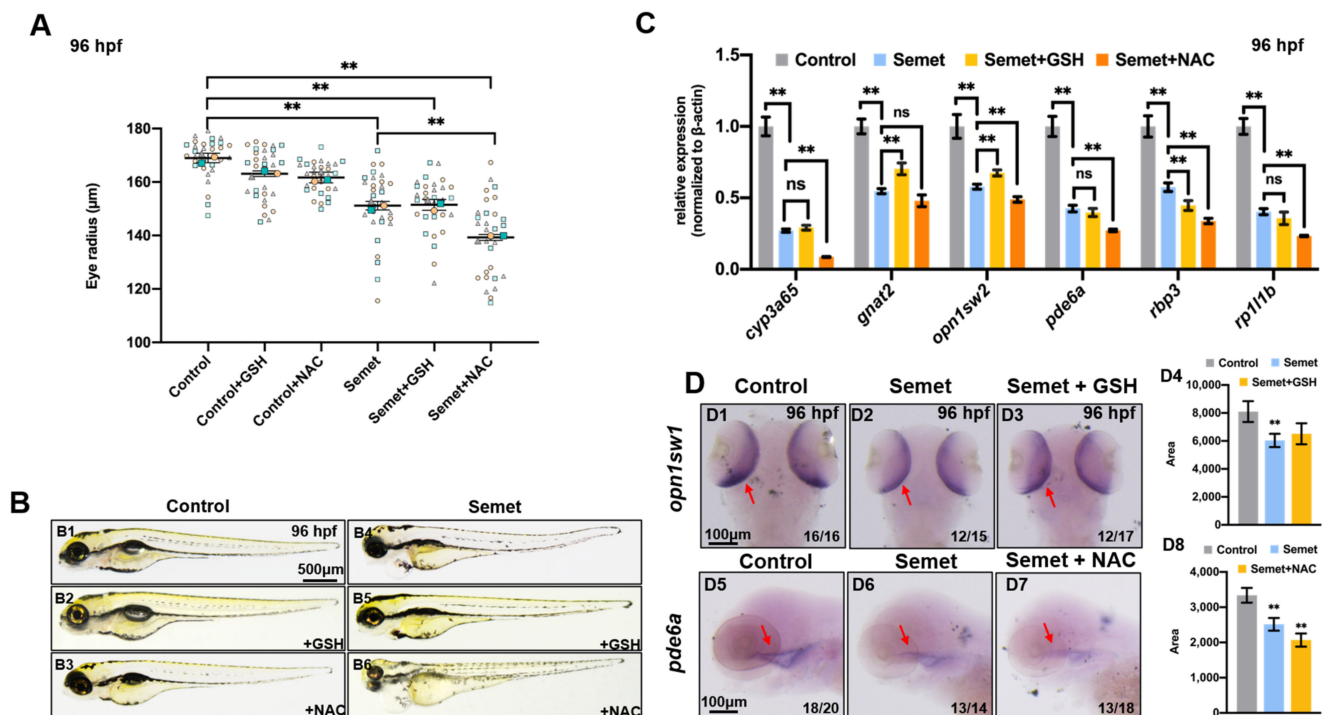 A
96 hpf
**
**
**
**
Eye radius (µm)
180
160
140
120
100
Control
Control+GSH
Control+NAC
Semet
Semet+GSH
Semet+NAC
B
Control
Semet
B1
96 hpf
500µm
B4
B2
+GSH
B5
+GSH
B3
+NAC
B6
+NAC
C
96 hpf
Control
Semet
Semet+GSH
Semet+NAC
relative expression
(normalized to β-actin)
1.5
1.0
0.5
0.0
**
ns
**
**
**
ns
**
**
**
**
ns
**
**
**
**
**
ns
**
cyp3a65
gnat2
opn1sw2
pde6a
rbp3
rp1l1b
D
Control
Semet
Semet + GSH
opn1sw1
D1
96 hpf
100µm
16/16
D2
96 hpf
12/15
D3
96 hpf
12/17
Control
Semet
Semet + NAC
pde6a
D5
100µm
18/20
D6
13/14
D7
13/18
D4
Control
Semet
Semet+GSH
Area
10,000
8,000
6,000
4,000
2,000
0
**
D8
Control
Semet
Semet+NAC
Area
4,000
3,000
2,000
1,000
0
**
**